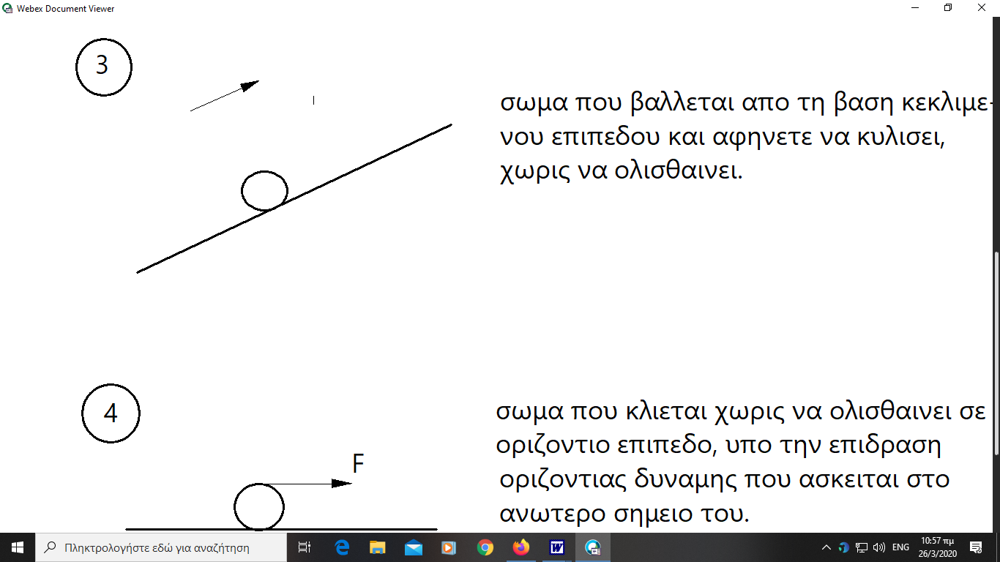 Webex Document Viewer
3
σωμα που βαλλεται απο τη βαση κεκλιμε-
νου επιπεδου και αφηνετε να κυλισει,
χωρις να ολισθαινει.
4
σωμα που κλιεται χωρις να ολισθαινει σε
οριζοντιο επιπεδο, υπο την επιδραση
F
οριζοντιας δυναμης που ασκειται στο
ανωτερο σημειο του.
Πληκτρολογήστε εδώ για αναζήτηση
ENG
10:57 πμ
26/3/2020